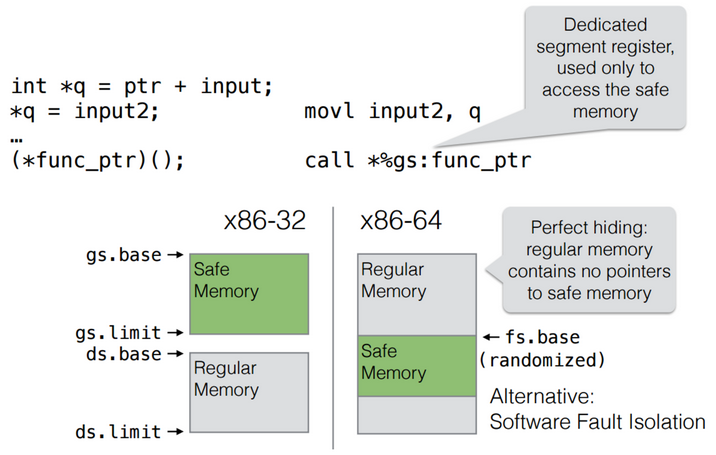 Dedicated
segment register,
used only to
access the safe
memory
int *q = ptr + input;
*q = input2;
movl input2, q
…
(*func_ptr)();
call *%gs:func_ptr
x86-32
x86-64
gs.base
Safe
Memory
gs.limit
ds.base
Regular
Memory
ds.limit
Regular
Memory
Safe
Memory
Perfect hiding:
regular memory
contains no pointers
to safe memory
fs.base
(randomized)
Alternative:
Software Fault Isolation